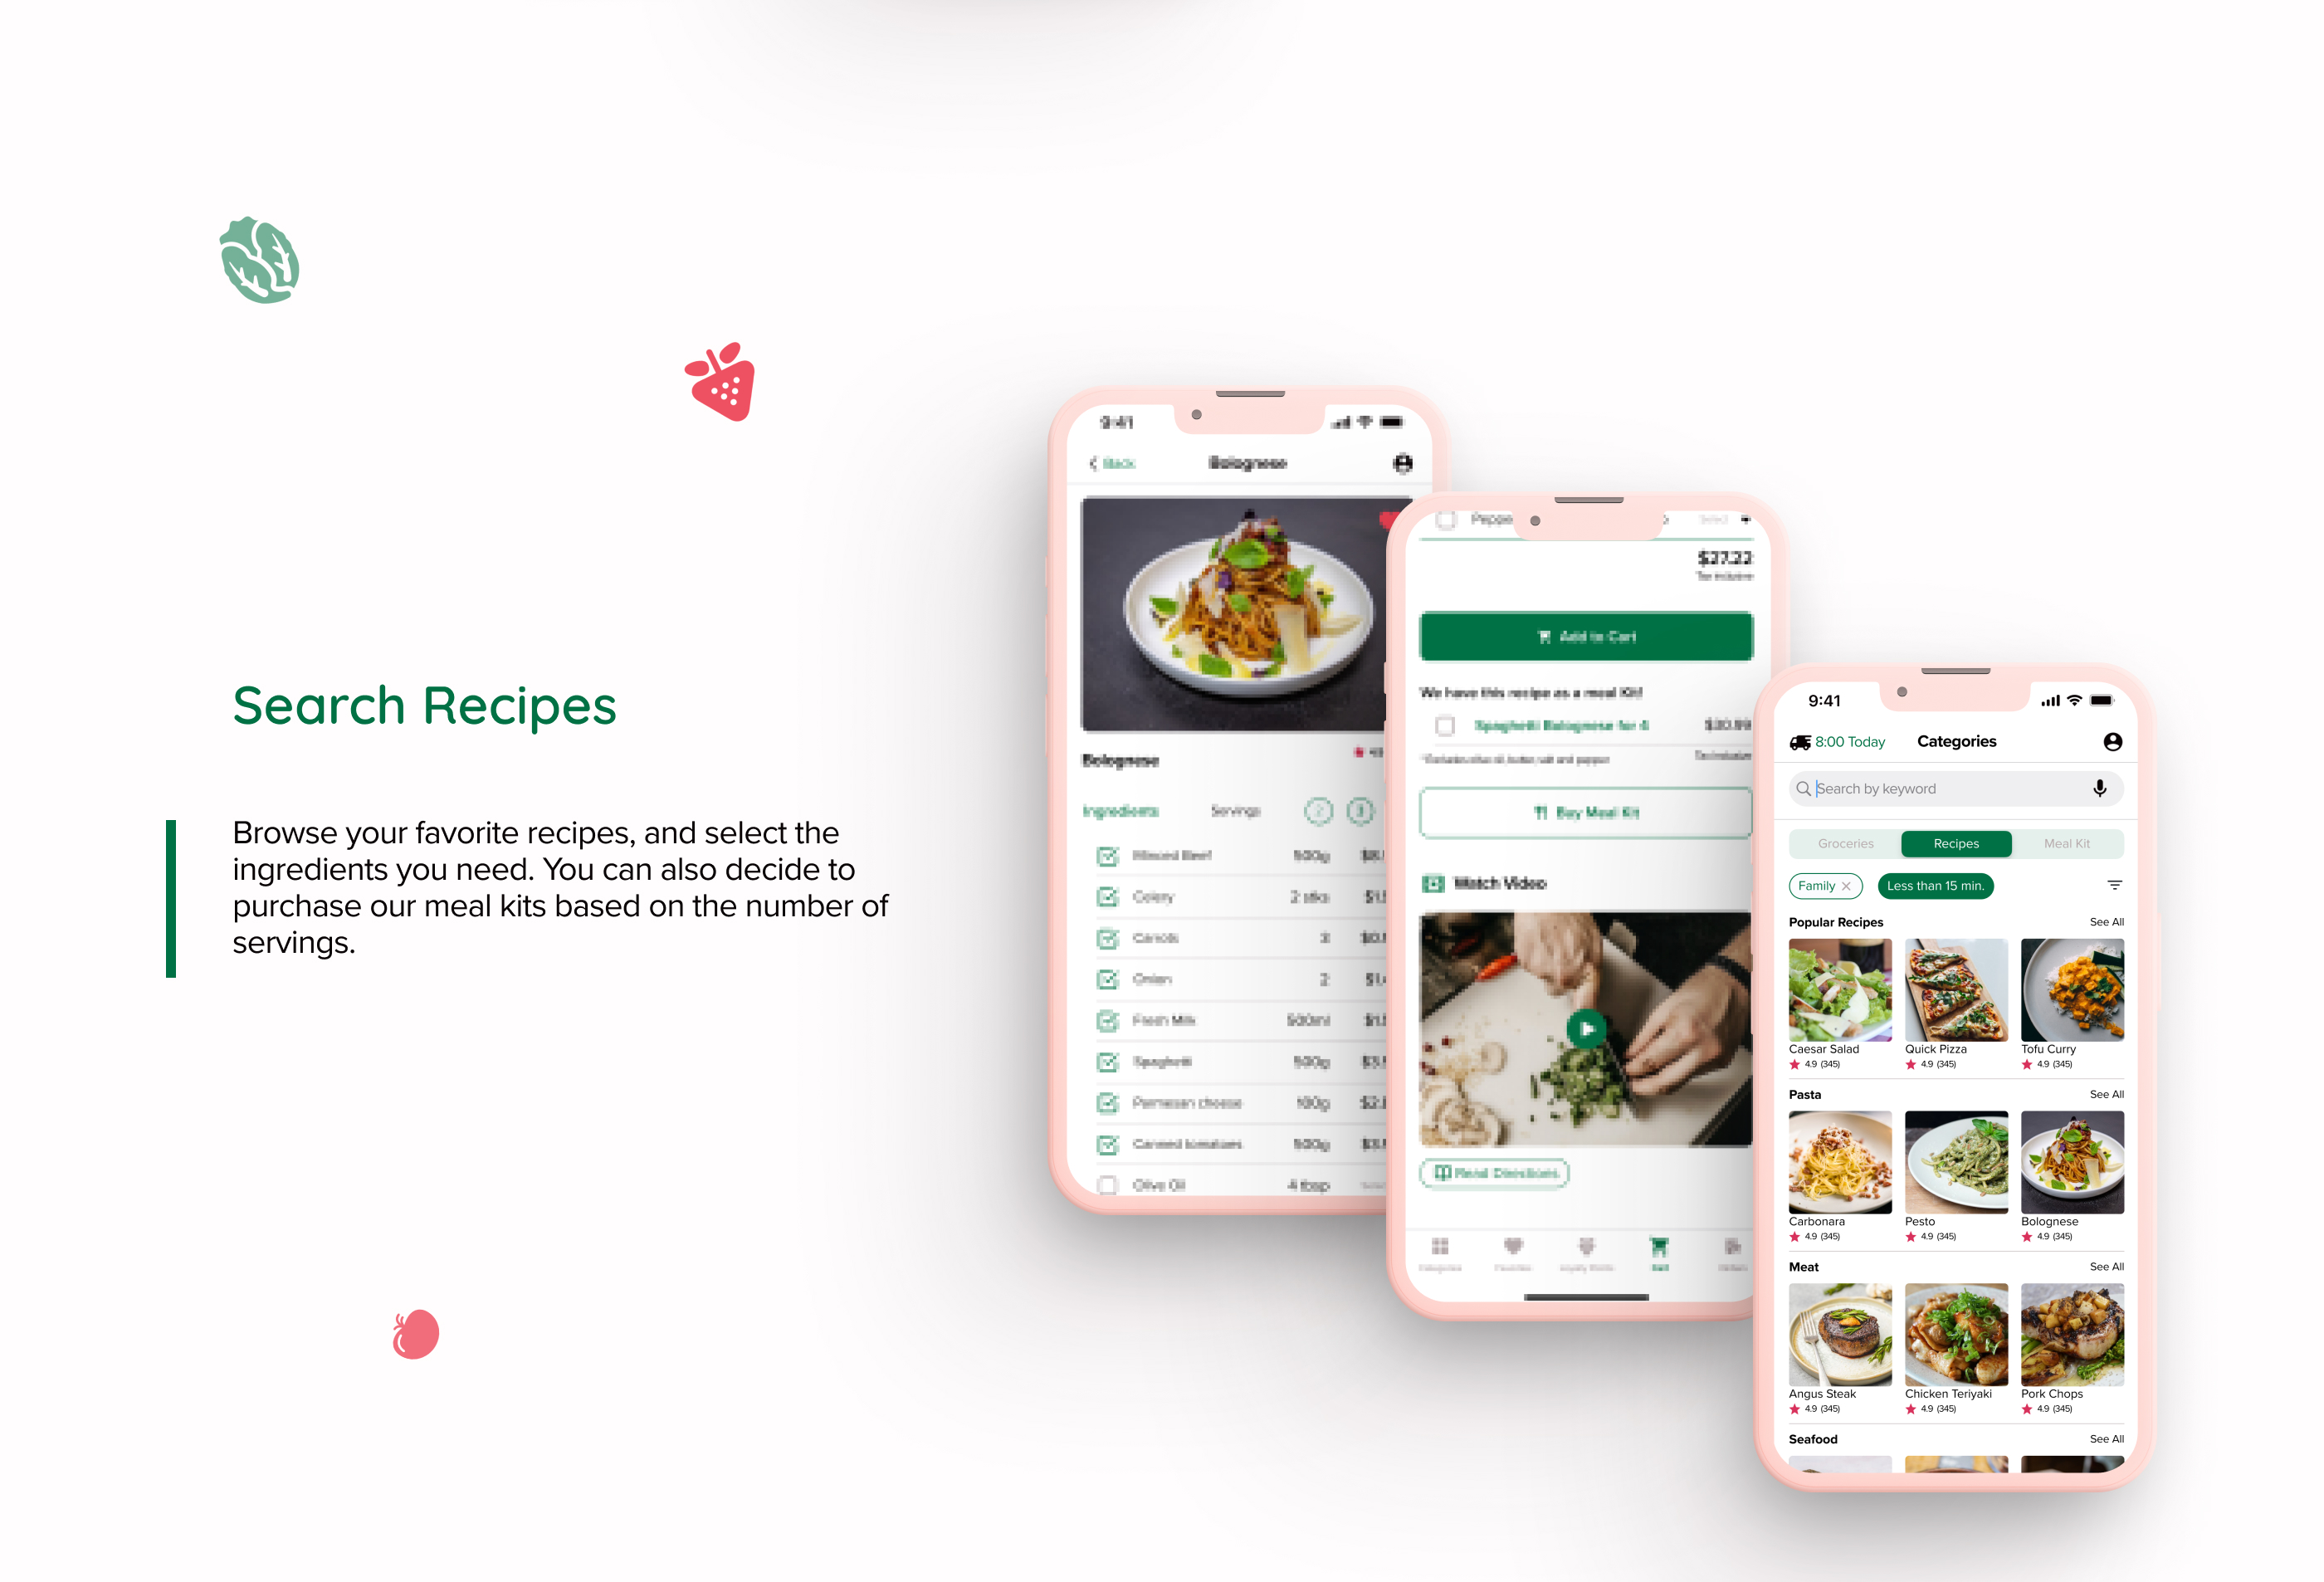 Search Recipes
Browse your favorite recipes, and select the
ingredients you need. You can also decide to
purchase our meal kits based on the number of
servings.
9:41
Back Bolognese
Bolognese
Ingredients Servings
Minced Beef 500g
Celery 2 stks
Carrots 3
Onion 2
Fresh Milk 500ml
Spaghetti 500g
Parmesan cheese 100g
Canned tomatoes 500g
Olive Oil 4 tbsp
$27.22
Tax inclusive
Add to Cart
We have this recipe as a meal Kit!
Spaghetti Bolognese for 4 $20.99
Tax inclusive
Buy Meal Kit
Watch Video
Read Directions
9:41
8:00 Today Categories
Search by keyword
Groceries Recipes Meal Kit
Family Less than 15 min.
Popular Recipes See All
Caesar Salad Quick Pizza Tofu Curry
4.9 (345) 4.9 (345) 4.9 (345)
Pasta See All
Carbonara Pesto Bolognese
4.9 (345) 4.9 (345) 4.9 (345)
Meat See All
Angus Steak Chicken Teriyaki Pork Chops
4.9 (345) 4.9 (345) 4.9 (345)
Seafood See All